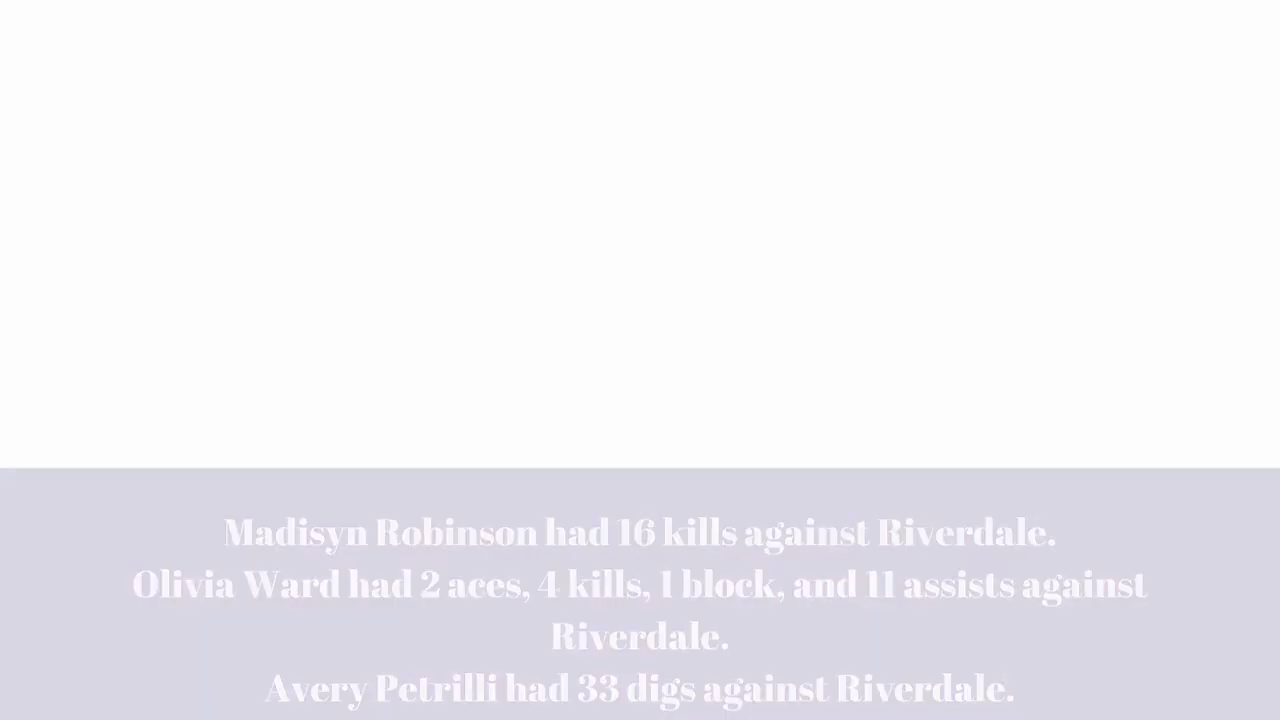 Madisyn Robinson had 16 kills against Riverdale.
Olivia Ward had 2 aces, 4 kills, 1 block, and 11 assists against
Riverdale.
Avery Petrilli had 33 digs against Riverdale.